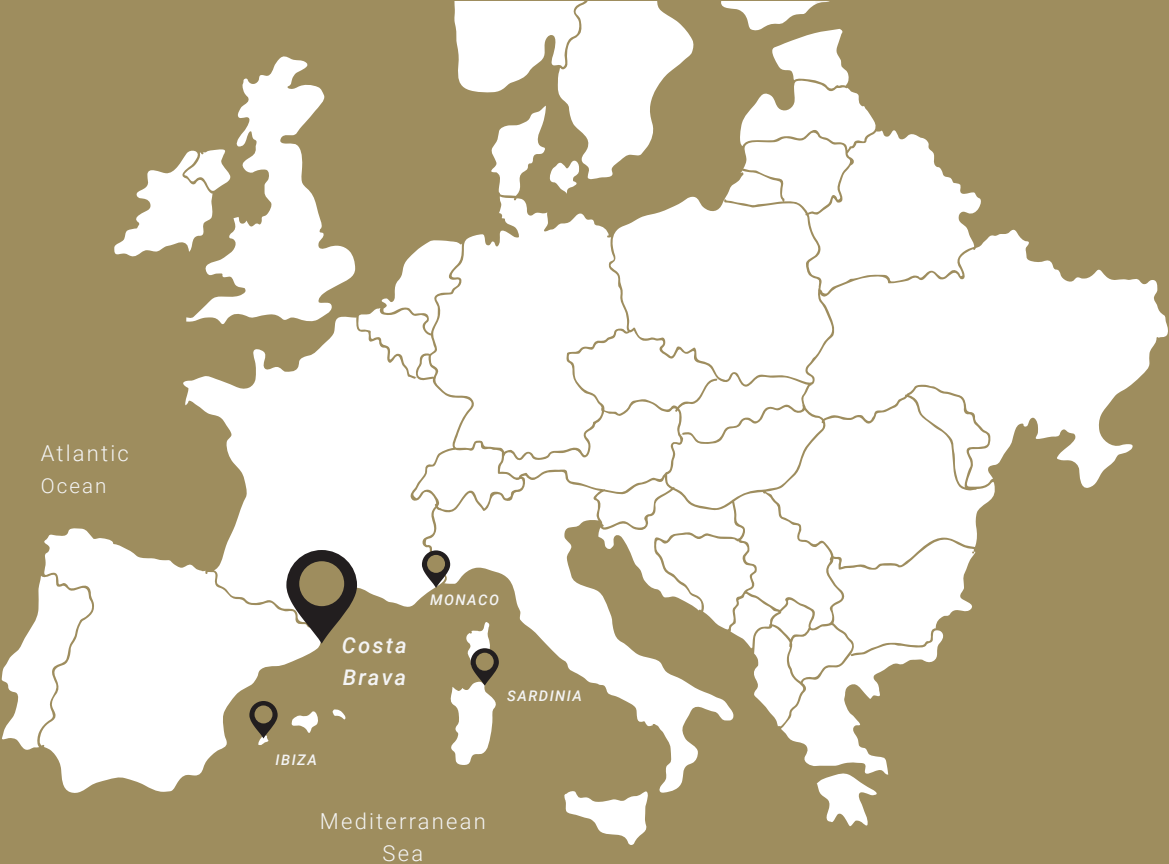 Atlantic
Ocean
MONACO
Costa
Brava
SARDINIA
IBIZA
Mediterranean
Sea